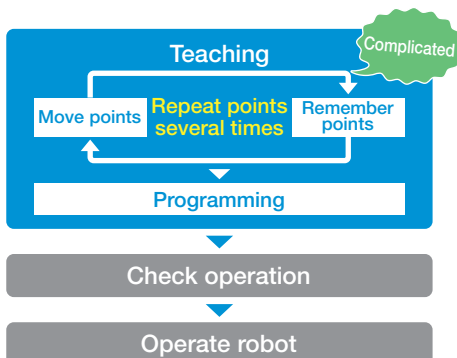 Complicated
Teaching
Move points
Repeat points
several times
Remember
points
Programming
Check operation
Operate robot